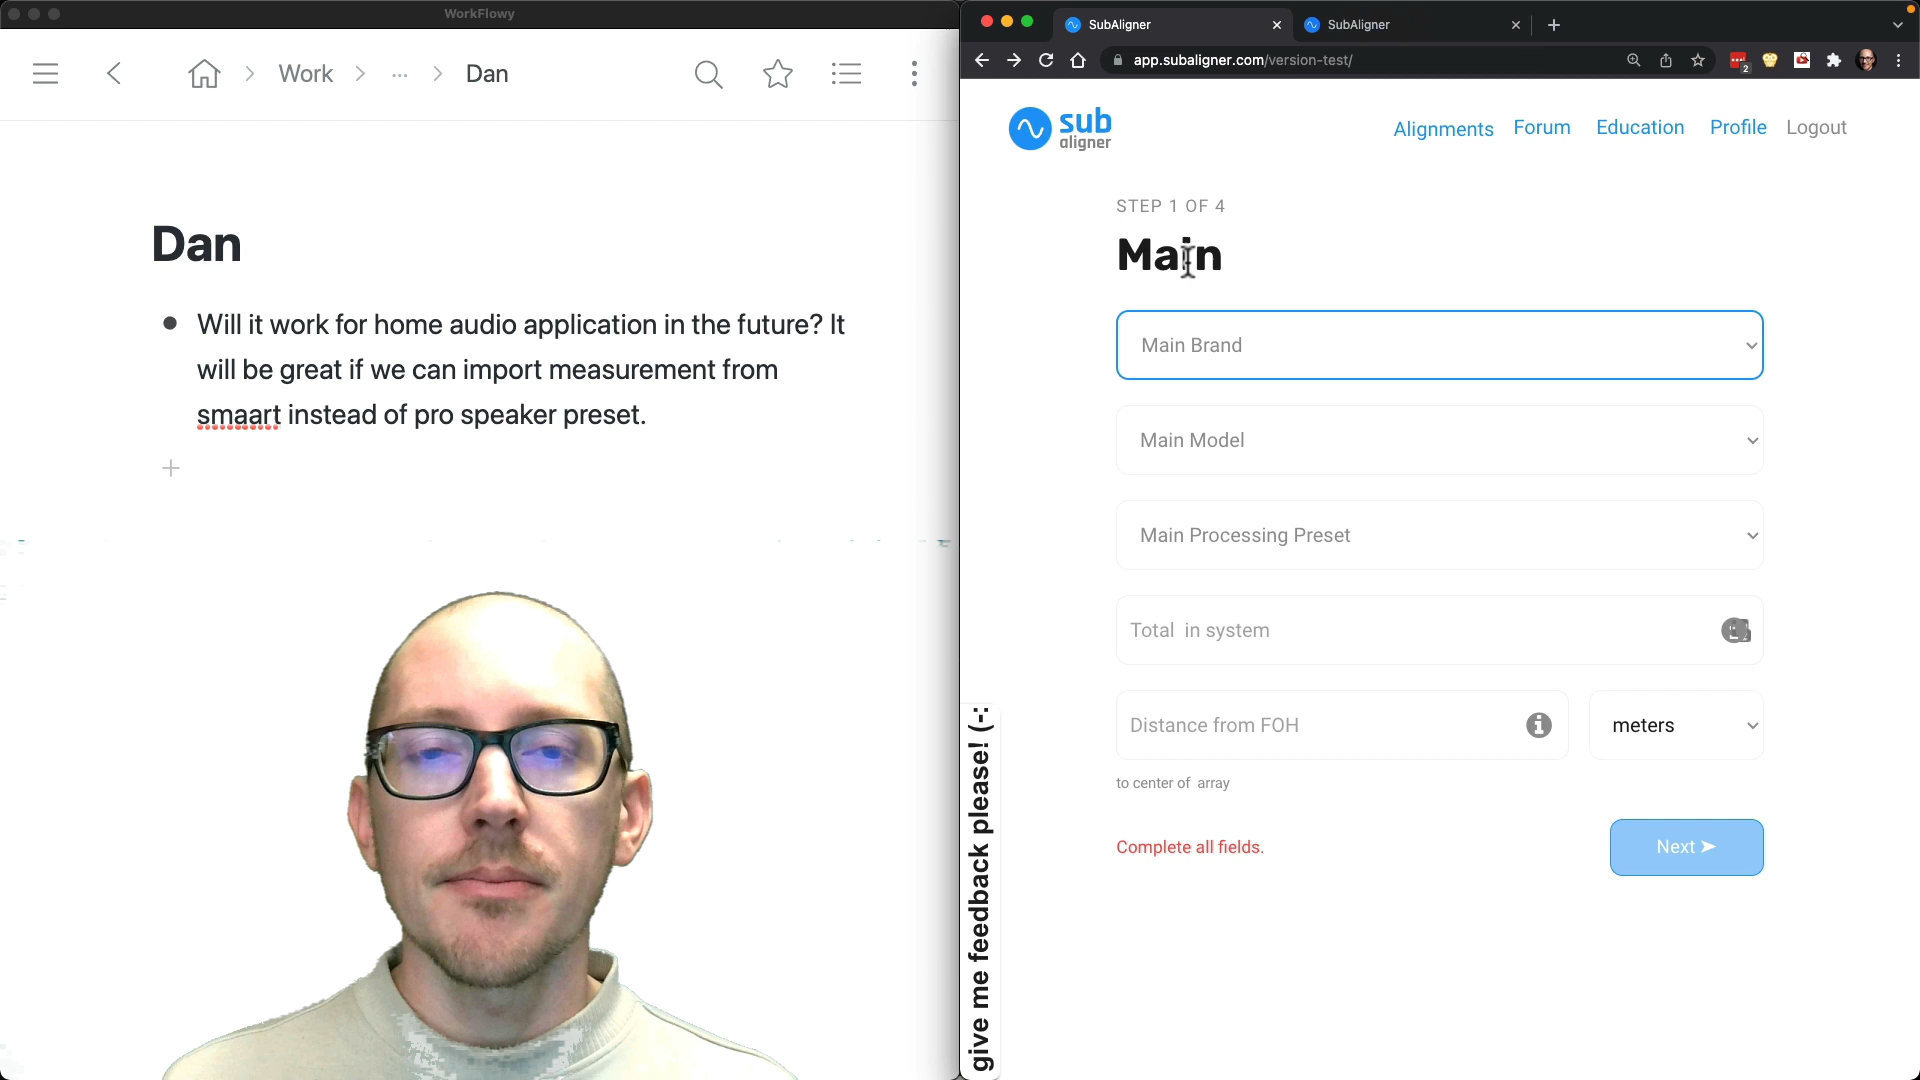 WorkFlowy
Work
...
Dan
Dan
Will it work for home audio application in the future? It
will be great if we can import measurement from
smaart instead of pro speaker preset.
SubAligner
SubAligner
app.subaligner.com/version-test/
2
sub
aligner
Alignments
Forum
Education
Profile
Logout
STEP 1 OF 4
Main
Main Brand
Main Model
Main Processing Preset
Total in system
Distance from FOH
meters
to center of array
Complete all fields.
Next ➤
give me feedback please! (-: